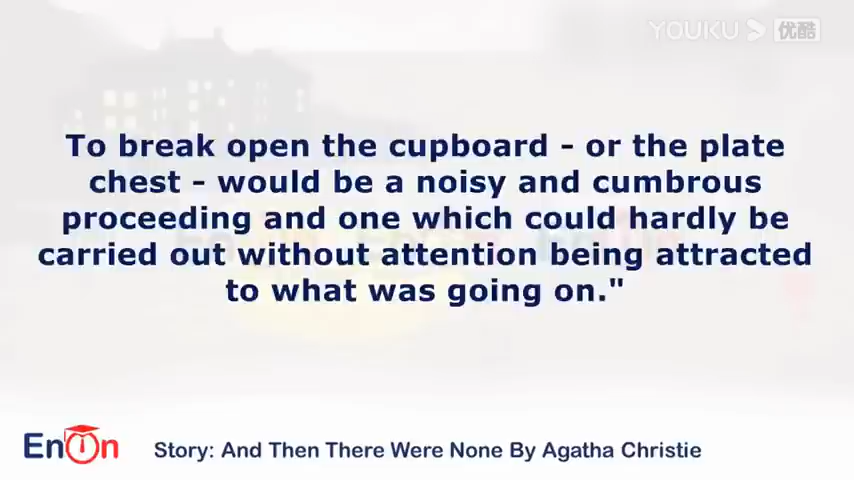 YOUKU 优酷
To break open the cupboard - or the plate
chest - would be a noisy and cumbrous
proceeding and one which could hardly be
carried out without attention being attracted
to what was going on."
EnOn
Story: And Then There Were None By Agatha Christie